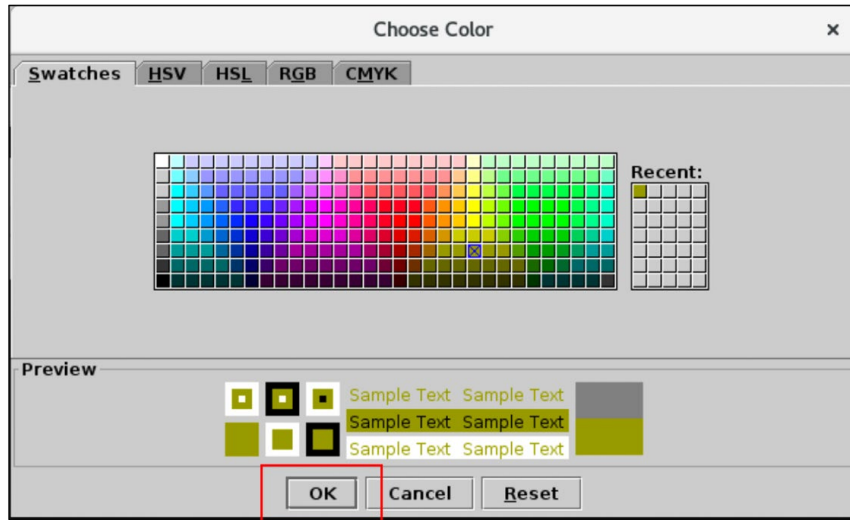 Choose Color ×
Swatches HSV HSL RGB CMYK
Recent:
Preview
Sample Text Sample Text
Sample Text Sample Text
Sample Text Sample Text
OK Cancel Reset